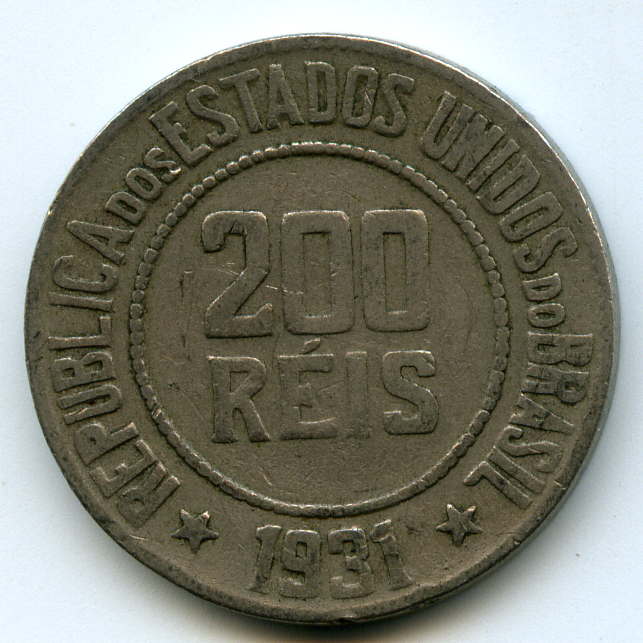 REPUBLICA DOS ESTADOS UNIDOS DO BRASIL
200
RÉIS
1931